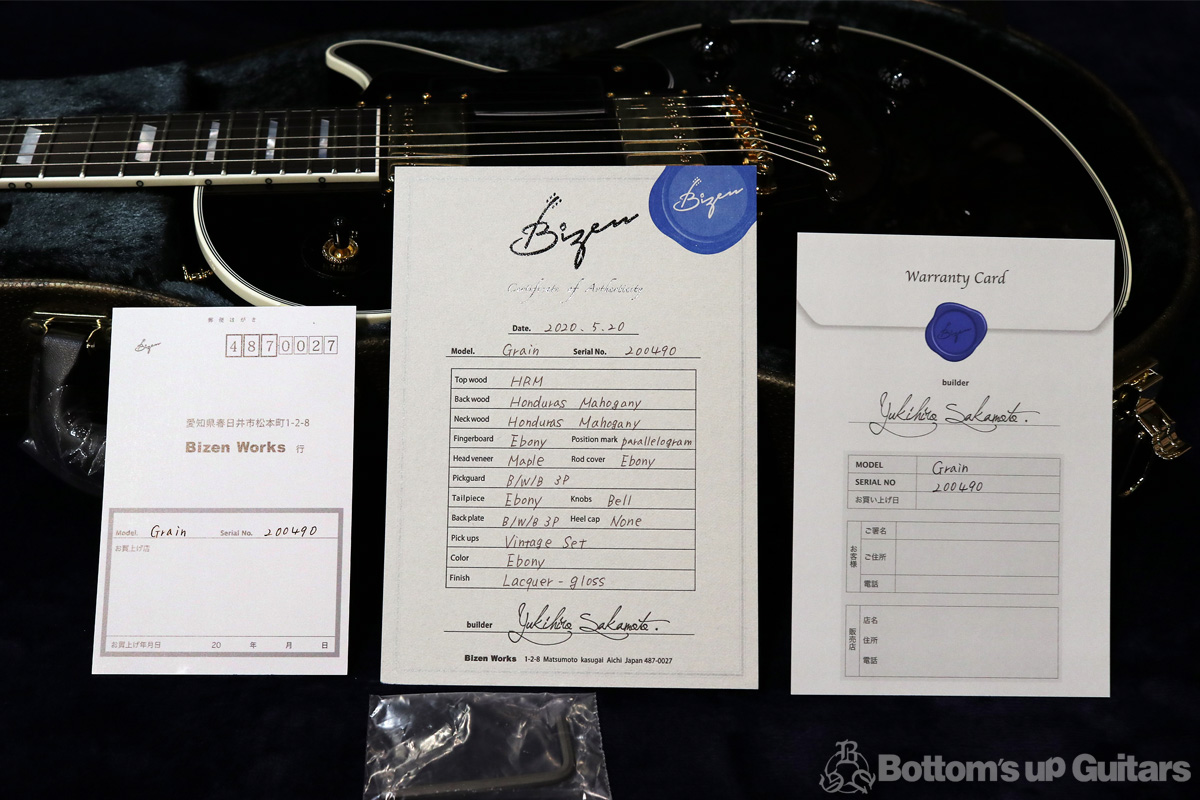 郵便はがき
Bizen
4870027
愛知県春日井市松本町1-2-8
Bizen Works 行
Model. Grain Serial No. 200490
お買上げ店
お買上げ年月日 20 年 月 日
Bizen
Bizen
Certificate of Authenticity
Date. 2020.5.20
Model. Grain Serial No. 200490
Top wood HRM
Back wood Honduras Mahogany
Neck wood Honduras Mahogany
Fingerboard Ebony Position mark parallelogram
Head veneer Maple Rod cover Ebony
Pickguard B/W/B 3P
Tailpiece Ebony Knobs Bell
Back plate B/W/B 3P Heel cap None
Pick ups Vintage Set
Color Ebony
Finish Lacquer - gloss
builder Yukihiro Sakamoto.
Bizen Works 1-2-8 Matsumoto kasugai Aichi Japan 487-0027
Warranty Card
Bizen
builder
Yukihiro Sakamoto.
MODEL Grain
SERIAL NO 200490
お買い上げ日
お客様
ご署名
ご住所
電話
販売店
店名
住所
電話
Bottom's up Guitars